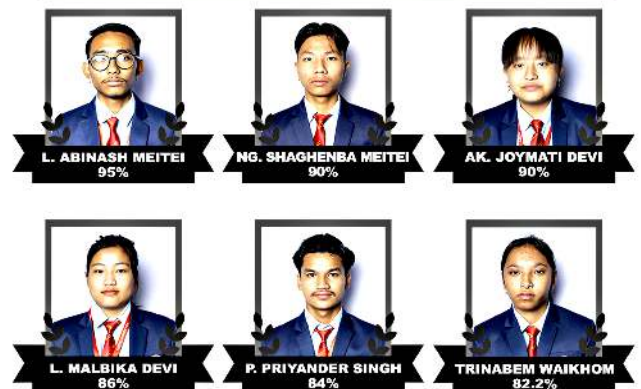 L. ABINASH MEITEI
95%
NG. SHAGHENBA MEITEI
90%
AK. JOYMATI DEVI
90%
L. MALBIKA DEVI
86%
P. PRIYANDER SINGH
84%
TRINABEM WAIKHOM
82.2%